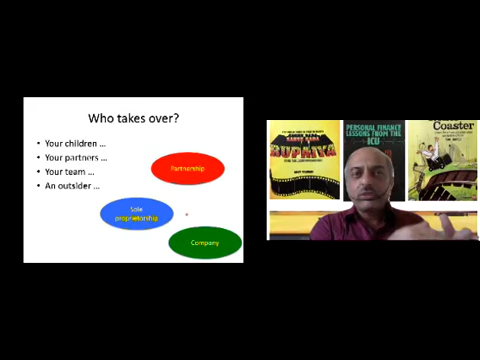 Who takes over?
• Your children ...
• Your partners ...
• Your team ...
• An outsider ...
Partnership
Sole
proprietorship
Company
RUPAIYA
PERSONAL FINANCE
LESSONS FROM THE
ICU
Coaster